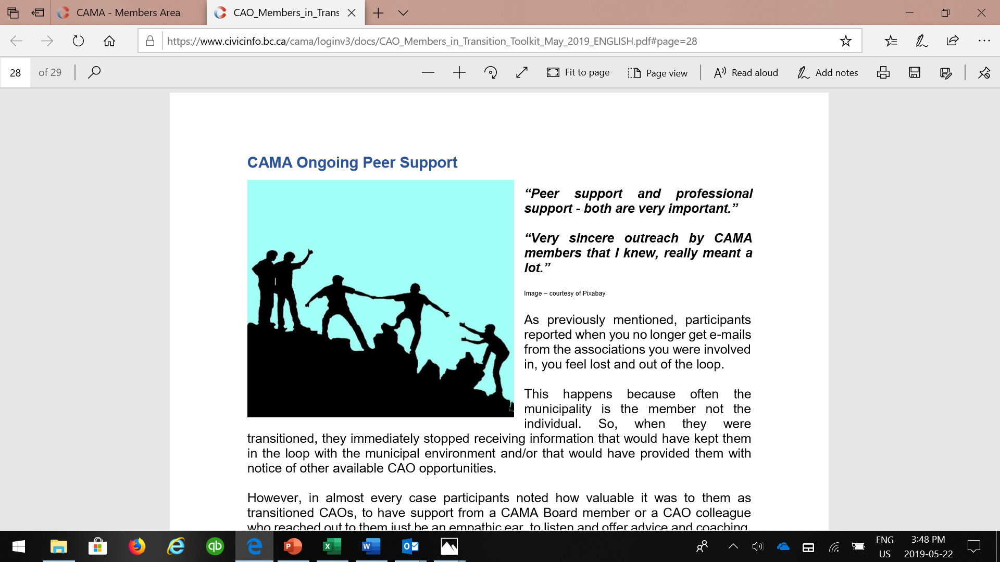 CAMA - Members Area
CAO_Members_in_Trans
https://www.civicinfo.bc.ca/cama/loginv3/docs/CAO_Members_in_Transition_Toolkit_May_2019_ENGLISH.pdf#page=28
28 of 29
Fit to page
Page view
Read aloud
Add notes
CAMA Ongoing Peer Support
“Peer support and professional
support - both are very important.”
“Very sincere outreach by CAMA
members that I knew, really meant a
lot.”
Image – courtesy of Pixabay
As previously mentioned, participants
reported when you no longer get e-mails
from the associations you were involved
in, you feel lost and out of the loop.
This happens because often the
municipality is the member not the
individual. So, when they were
transitioned, they immediately stopped receiving information that would have kept them
in the loop with the municipal environment and/or that would have provided them with
notice of other available CAO opportunities.
However, in almost every case participants noted how valuable it was to them as
transitioned CAOs, to have support from a CAMA Board member or a CAO colleague
who reached out to them just be an empathic ear, to listen and offer advice and coaching.
qb
P
X
W
O
ENG
US
3:48 PM
2019-05-22